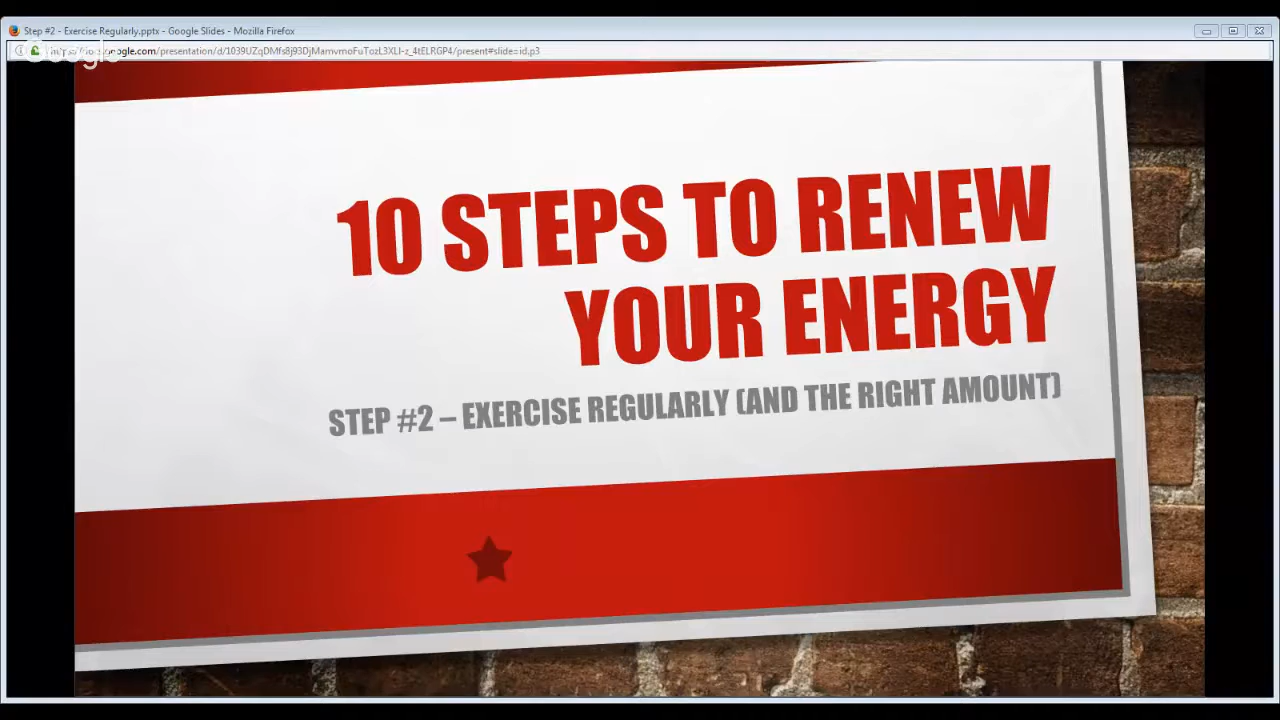 Step #2 - Exercise Regularly.pptx - Google Slides - Mozilla Firefox
Google
10 STEPS TO RENEW
YOUR ENERGY
STEP #2 – EXERCISE REGULARLY (AND THE RIGHT AMOUNT)